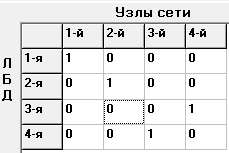 Узлы сети
1-й 2-й 3-й 4-й
Л
Б
Д
1-я 1 0 0 0
2-я 0 1 0 0
3-я 0 0 0 1
4-я 0 0 1 0